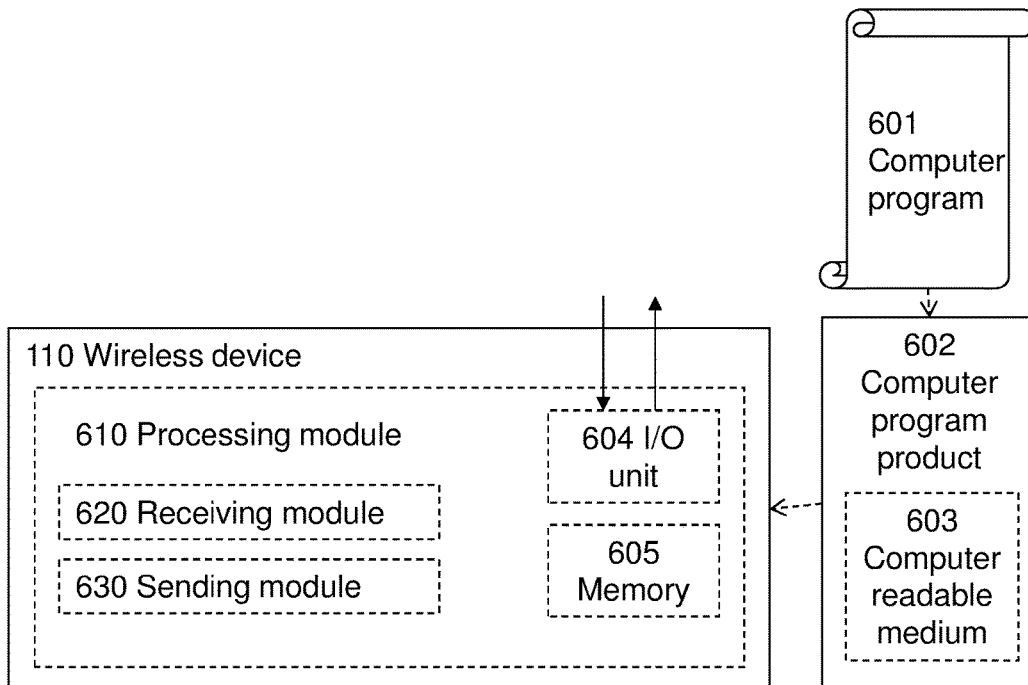 601
Computer
program
110 Wireless device
610 Processing module
620 Receiving module
630 Sending module
604 I/O
unit
605
Memory
602
Computer
program
product
603
Computer
readable
medium